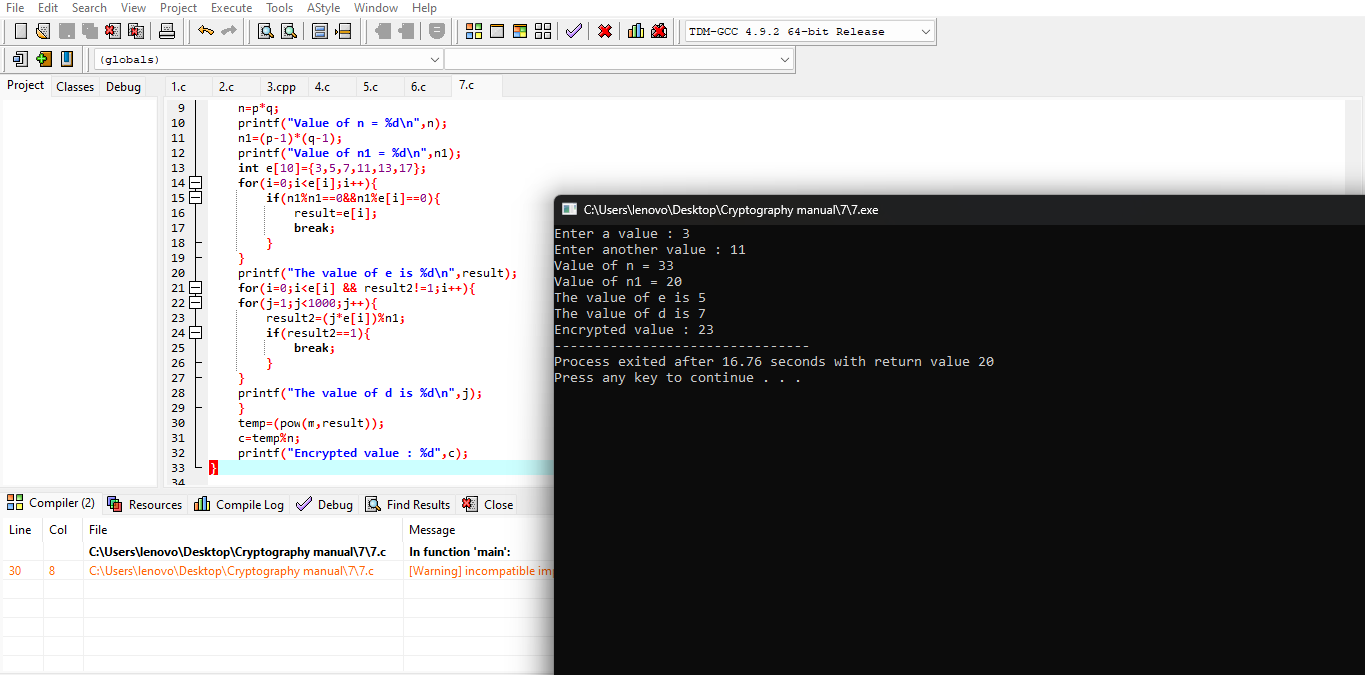 File Edit Search View Project Execute Tools AStyle Window Help
TDM-GCC 4.9.2 64-bit Release
(globals)
Project Classes Debug
1.c 2.c 3.cpp 4.c 5.c 6.c 7.c
9 n=p*q;
10 printf("Value of n = %d\n",n);
11 n1=(p-1)*(q-1);
12 printf("Value of n1 = %d\n",n1);
13 int e[10]={3,5,7,11,13,17};
14 for(i=0;i<e[i];i++){
15 if(n1%n1==0&&n1%e[i]==0){
16 result=e[i];
17 break;
18 }
19 }
20 printf("The value of e is %d\n",result);
21 for(i=0;i<e[i] && result2!=1;i++){
22 for(j=1;j<1000;j++){
23 result2=(j*e[i])%n1;
24 if(result2==1){
25 break;
26 }
27 }
28 printf("The value of d is %d\n",j);
29 }
30 temp=(pow(m,result));
31 c=temp%n;
32 printf("Encrypted value : %d",c);
33 }
34
C:\Users\lenovo\Desktop\Cryptography manual\7\7.exe
Enter a value : 3
Enter another value : 11
Value of n = 33
Value of n1 = 20
The value of e is 5
The value of d is 7
Encrypted value : 23
--------------------------------
Process exited after 16.76 seconds with return value 20
Press any key to continue . . .
Compiler (2) Resources Compile Log Debug Find Results Close
Line Col File Message
C:\Users\lenovo\Desktop\Cryptography manual\7\7.c In function 'main':
30 8 C:\Users\lenovo\Desktop\Cryptography manual\7\7.c [Warning] incompatible